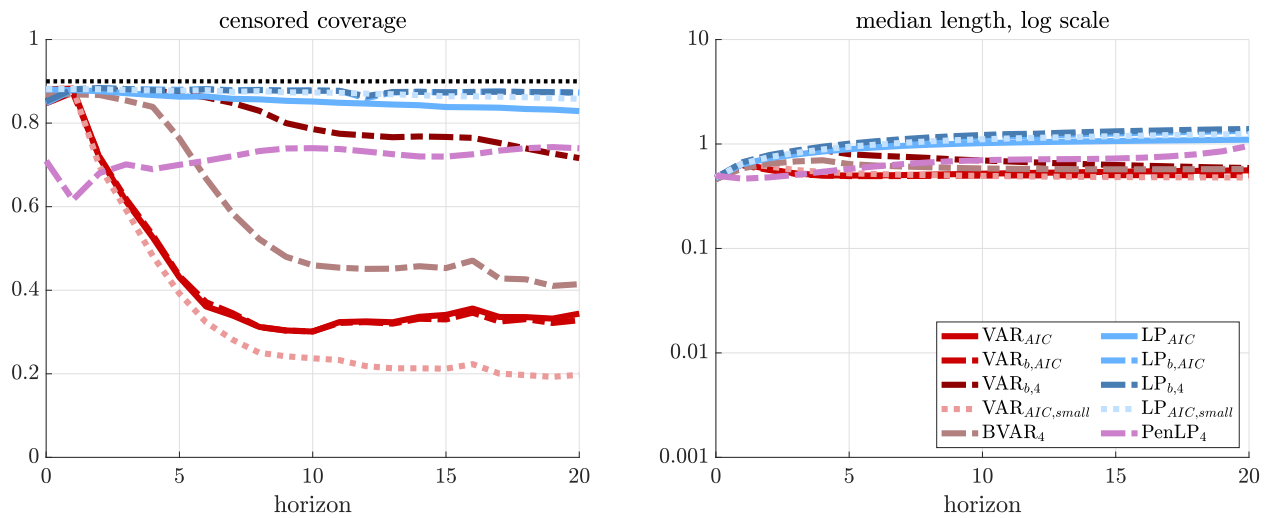 censored coverage
1
0.8
0.6
0.4
0.2
0
0 5 10 15 20
horizon
median length, log scale
10
1
0.1
0.01
0.001
0 5 10 15 20
horizon
VAR_AIC
VAR_b,AIC
VAR_b,4
VAR_AIC,small
BVAR_4
LP_AIC
LP_b,AIC
LP_b,4
LP_AIC,small
PenLP_4